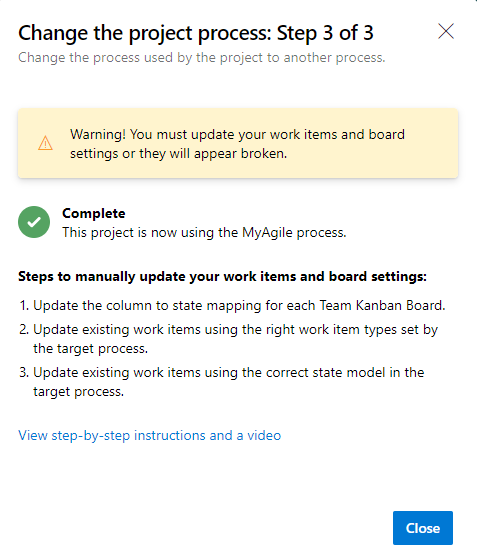 Change the project process: Step 3 of 3
Change the process used by the project to another process.
Warning! You must update your work items and board
settings or they will appear broken.
Complete
This project is now using the MyAgile process.
Steps to manually update your work items and board settings:
1. Update the column to state mapping for each Team Kanban Board.
2. Update existing work items using the right work item types set by
the target process.
3. Update existing work items using the correct state model in the
target process.
View step-by-step instructions and a video
Close